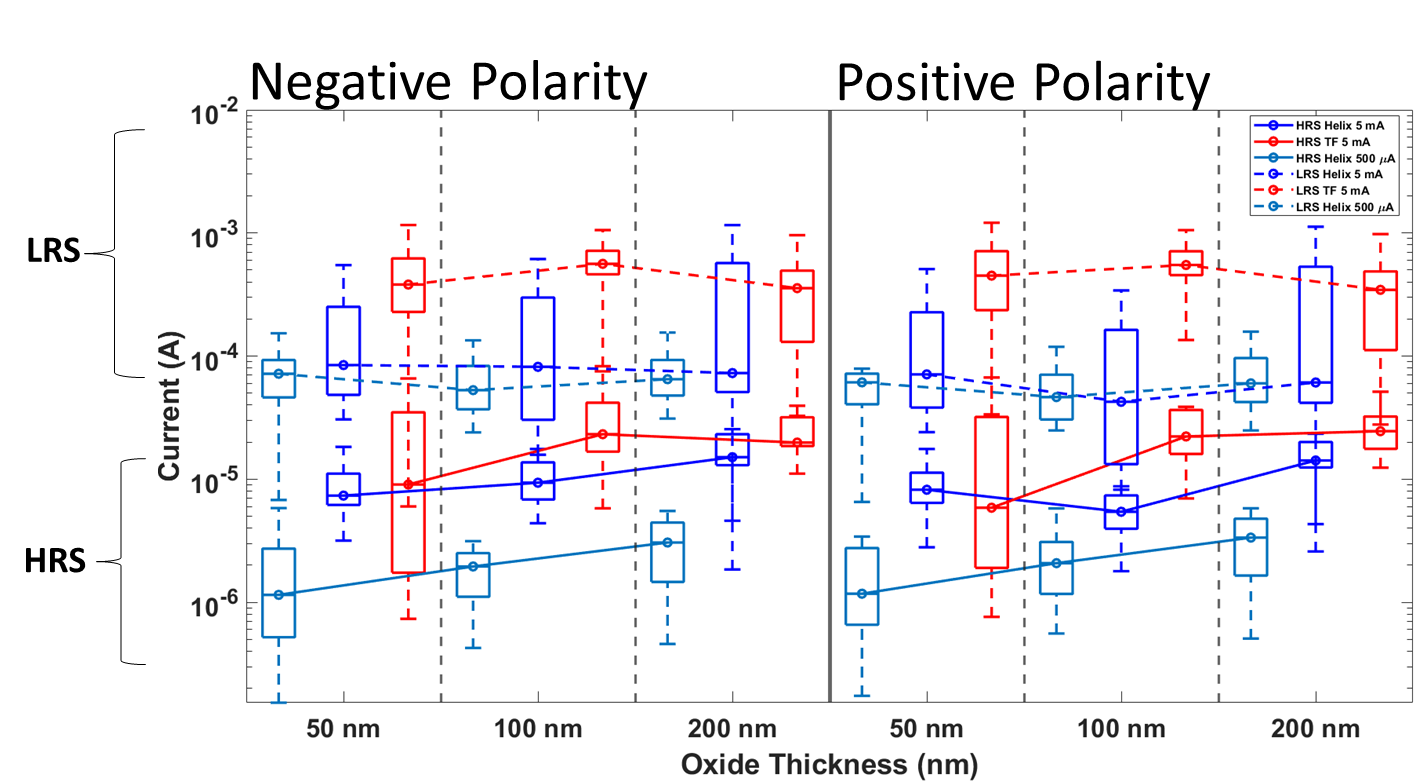 Negative Polarity
Positive Polarity
10-2
10-3
10-4
10-5
10-6
LRS
HRS
Current (A)
HRS Helix 5 mA
HRS TF 5 mA
HRS Helix 500 μA
LRS Helix 5 mA
LRS TF 5 mA
LRS Helix 500 μA
50 nm
100 nm
200 nm
50 nm
100 nm
200 nm
Oxide Thickness (nm)